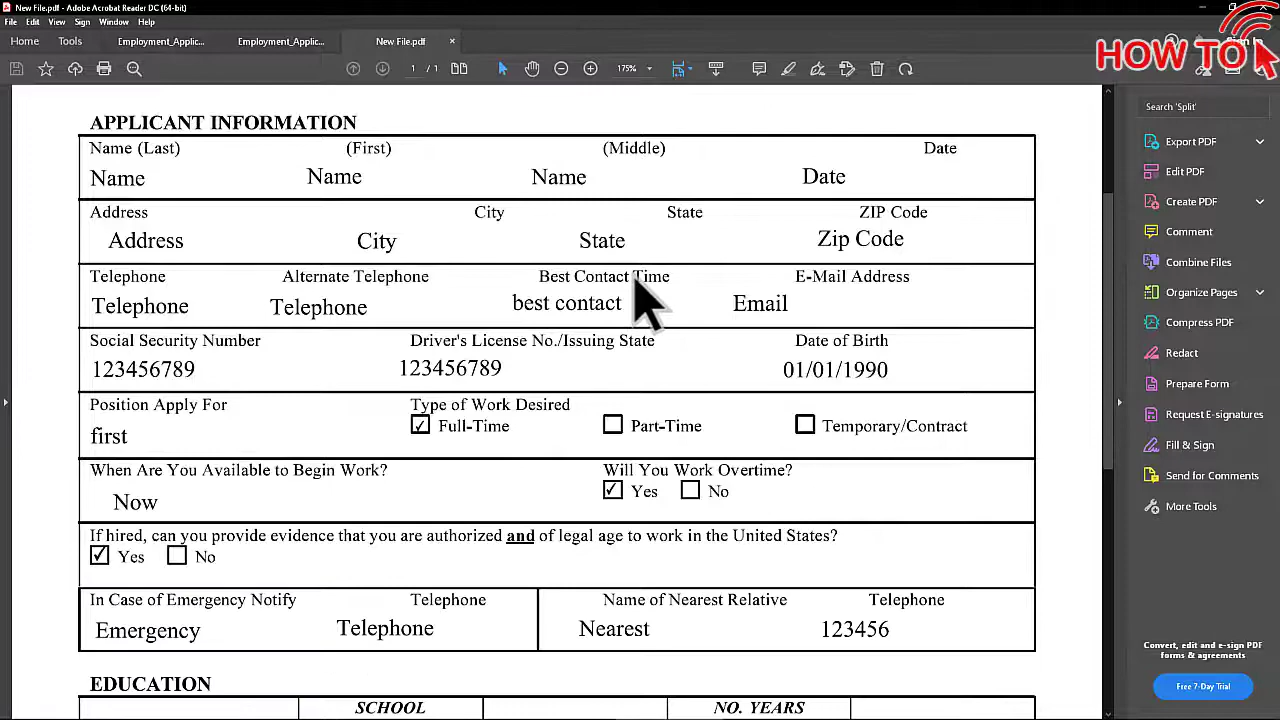 New File.pdf - Adobe Acrobat Reader DC (64-bit)
File Edit View Sign Window Help
Home Tools Employment_Applic... Employment_Applic... New File.pdf ×
HOW TO
1 / 1 175%
APPLICANT INFORMATION
Name (Last) (First) (Middle) Date
Name Name Name Date
Address City State ZIP Code
Address City State Zip Code
Telephone Alternate Telephone Best Contact Time E-Mail Address
Telephone Telephone best contact Email
Social Security Number Driver's License No./Issuing State Date of Birth
123456789 123456789 01/01/1990
Position Apply For Type of Work Desired
first ✓ Full-Time Part-Time Temporary/Contract
When Are You Available to Begin Work? Will You Work Overtime?
Now ✓ Yes No
If hired, can you provide evidence that you are authorized and of legal age to work in the United States?
✓ Yes No
In Case of Emergency Notify Telephone Name of Nearest Relative Telephone
Emergency Telephone Nearest 123456
EDUCATION
SCHOOL NO. YEARS
Search 'Split'
Export PDF
Edit PDF
Create PDF
Comment
Combine Files
Organize Pages
Compress PDF
Redact
Prepare Form
Request E-signatures
Fill & Sign
Send for Comments
More Tools
Convert, edit and e-sign PDF
forms & agreements
Free 7-Day Trial